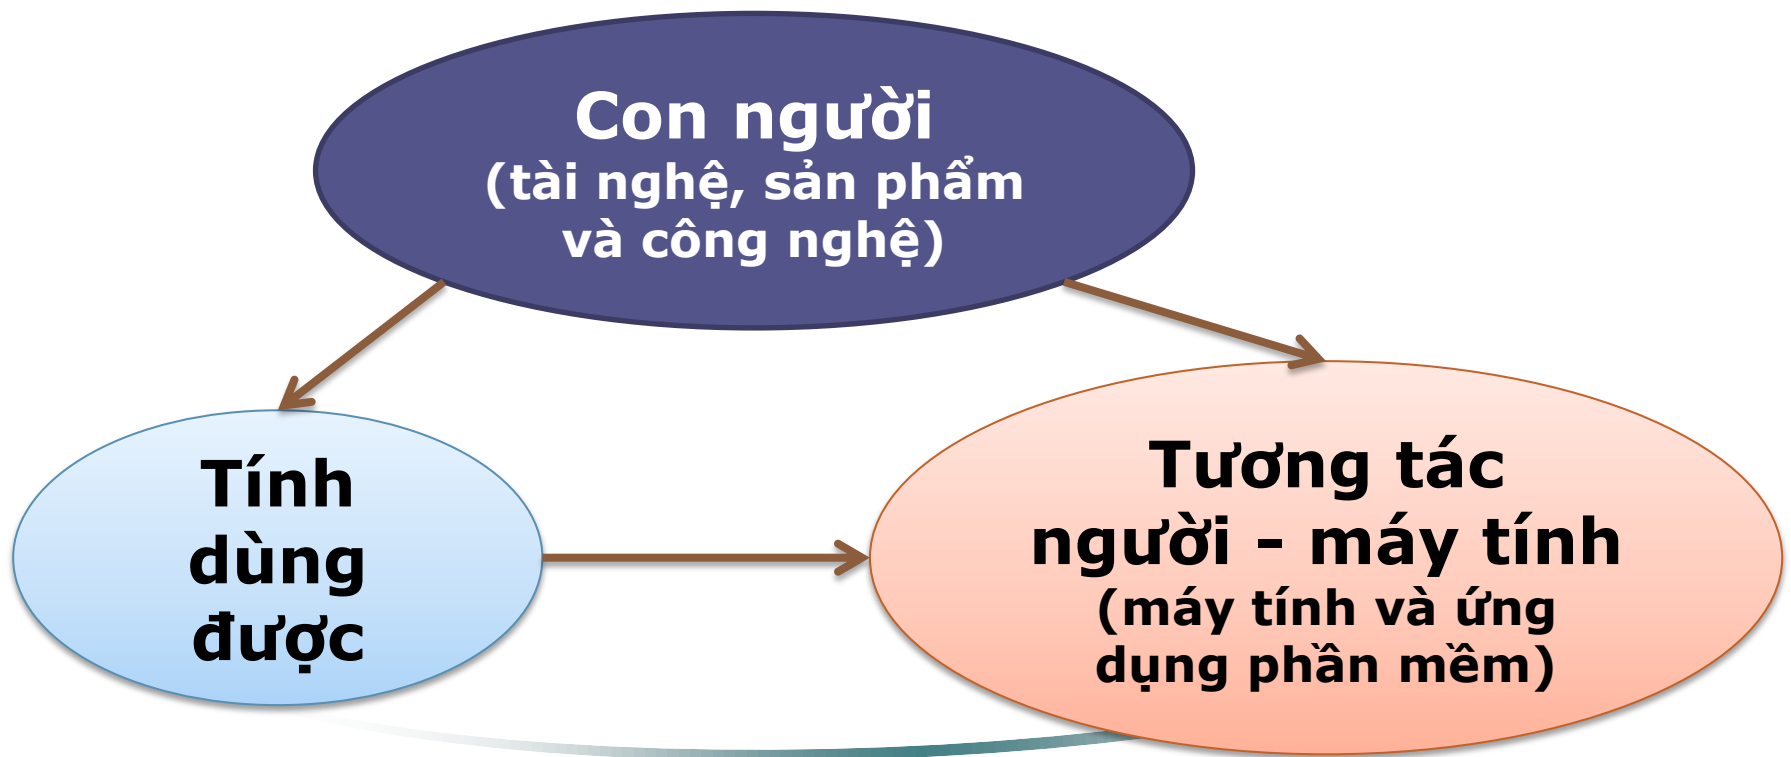 Con người
(tài nghệ, sản phẩm
và công nghệ)
Tính
dùng
được
Tương tác
người - máy tính
(máy tính và ứng
dụng phần mềm)